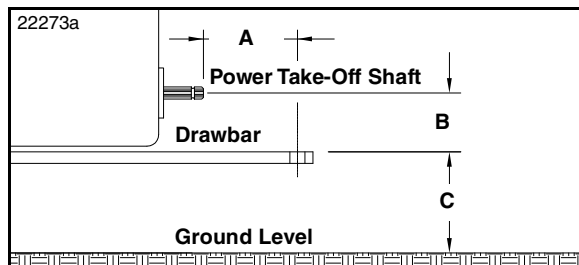 22273a
A
Power Take-Off Shaft
B
Drawbar
C
Ground Level